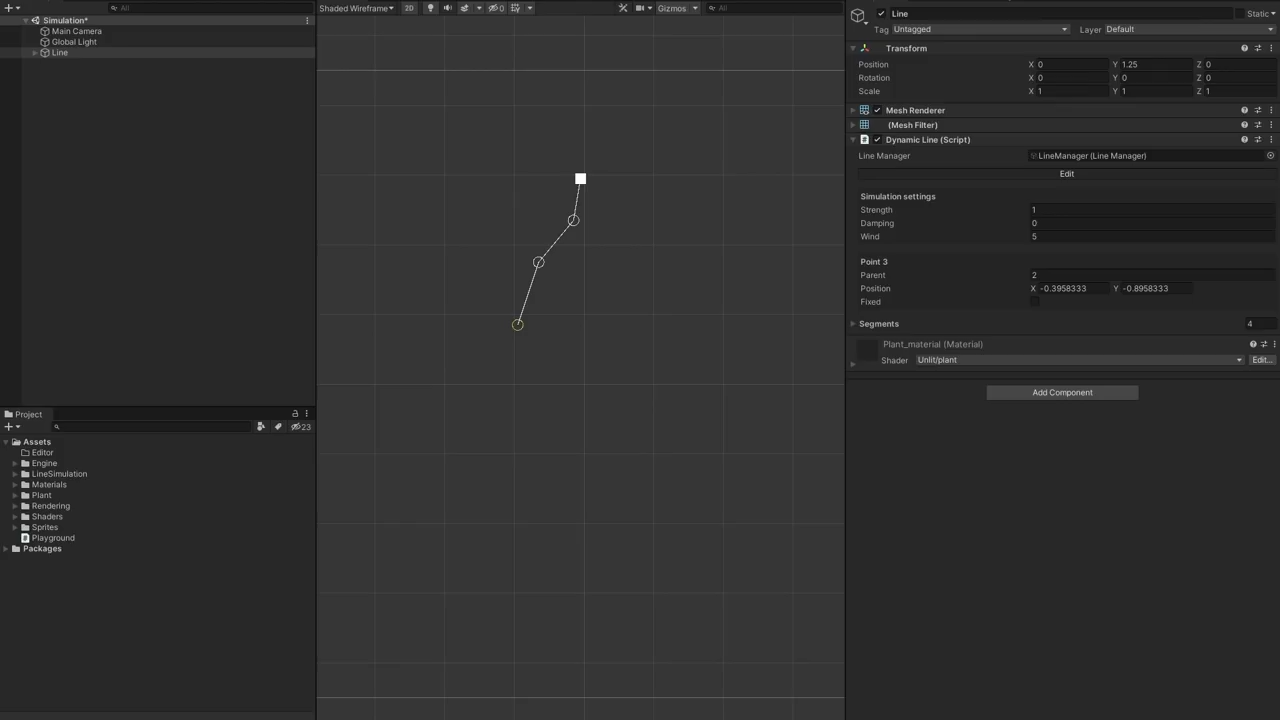 All
Simulation*
Main Camera
Global Light
Line
Project
23
Assets
Editor
Engine
LineSimulation
Materials
Plant
Rendering
Shaders
Sprites
Playground
Packages
Shaded Wireframe
2D
0
Gizmos
All
Line
Static
Tag Untagged Layer Default
Transform
Position X 0 Y 1.25 Z 0
Rotation X 0 Y 0 Z 0
Scale X 1 Y 1 Z 1
Mesh Renderer
(Mesh Filter)
Dynamic Line (Script)
Line Manager LineManager (Line Manager)
Edit
Simulation settings
Strength 1
Damping 0
Wind 5
Point 3
Parent 2
Position X -0.3958333 Y -0.8958333
Fixed
Segments 4
Plant_material (Material)
Shader Unlit/plant Edit...
Add Component